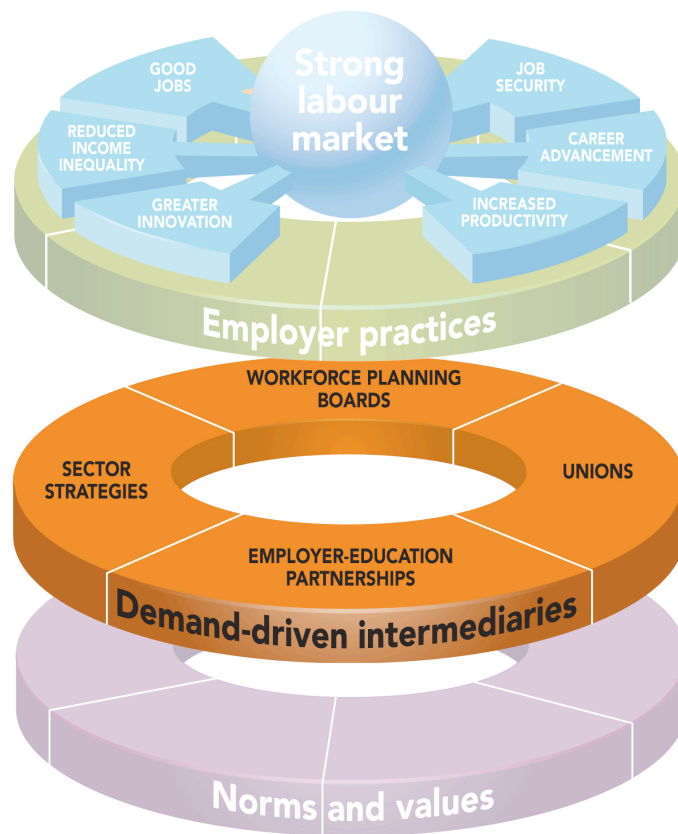 Strong
labour
market
GOOD
JOBS
JOB
SECURITY
REDUCED
INCOME
INEQUALITY
CAREER
ADVANCEMENT
GREATER
INNOVATION
INCREASED
PRODUCTIVITY
Employer practices
WORKFORCE PLANNING
BOARDS
SECTOR
STRATEGIES
UNIONS
EMPLOYER-EDUCATION
PARTNERSHIPS
Demand-driven intermediaries
Norms and values